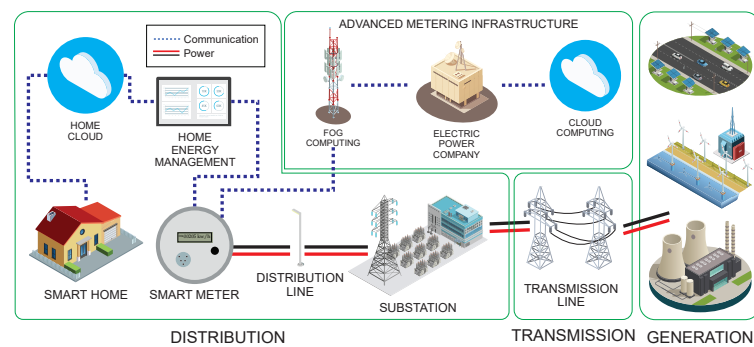 ADVANCED METERING INFRASTRUCTURE
Communication
Power
HOME
CLOUD
HOME
ENERGY
MANAGEMENT
FOG
COMPUTING
ELECTRIC
POWER
COMPANY
CLOUD
COMPUTING
SMART HOME
SMART METER
DISTRIBUTION
LINE
SUBSTATION
TRANSMISSION
LINE
DISTRIBUTION
TRANSMISSION
GENERATION